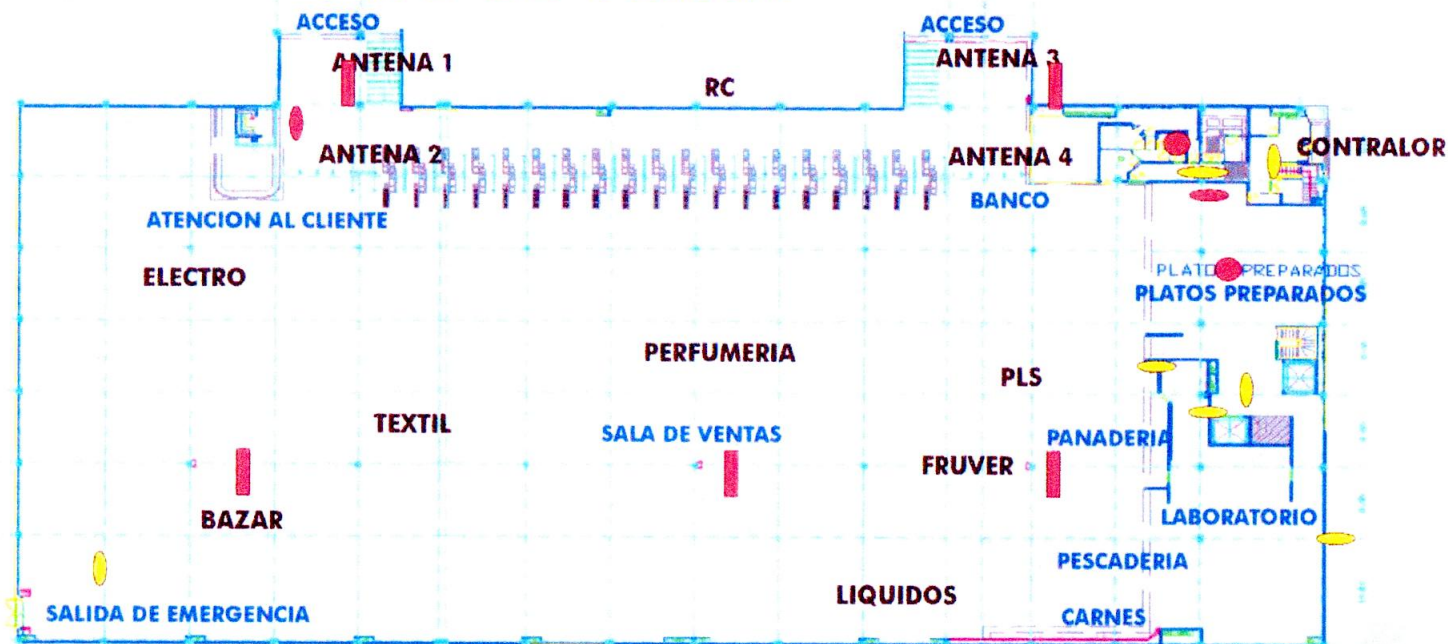 ACCESO
ACCESO
ANTENA 1
ANTENA 3
RC
CONTRALOR
ANTENA 2
ANTENA 4
BANCO
ATENCION AL CLIENTE
ELECTRO
PLATOS PREPARADOS
PLATOS PREPARADOS
PERFUMERIA
PLS
TEXTIL
SALA DE VENTAS
PANADERIA
FRUVER
BAZAR
LABORATORIO
PESCADERIA
LIQUIDOS
SALIDA DE EMERGENCIA
CARNES